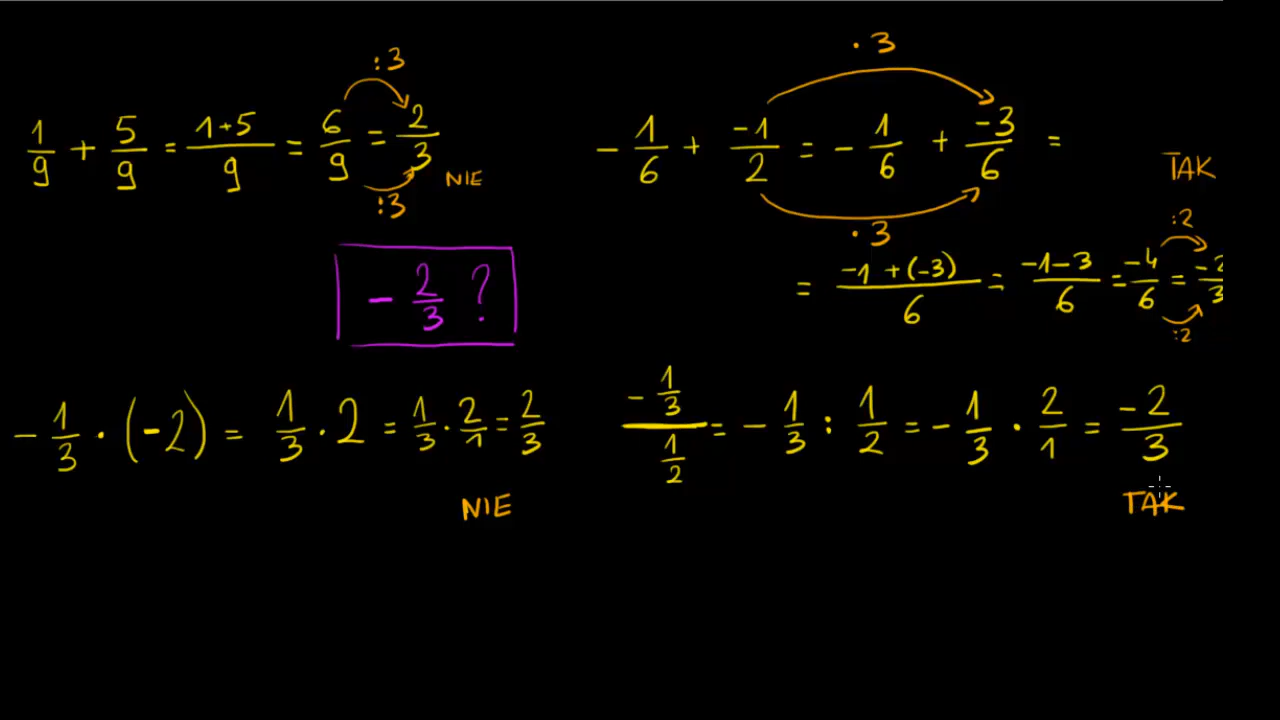 :3
1/9 + 5/9 = (1+5)/9 = 6/9 = 2/3
:3
NIE
· 3
- 1/6 + -1/2 = - 1/6 + -3/6 =
· 3
TAK
:2
= (-1+(-3))/6 = (-1-3)/6 = -4/6 = -2/3
:2
- 2/3 ?
- 1/3 · (-2) = 1/3 · 2 = 1/3 · 2/1 = 2/3
NIE
(- 1/3)/(1/2) = - 1/3 : 1/2 = - 1/3 · 2/1 = -2/3
TAK